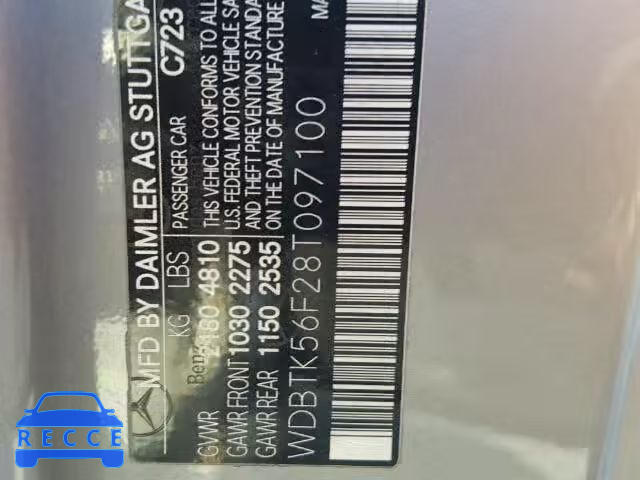 MFD BY DAIMLER AG STUTTGA
C723
KG LBS PASSENGER CAR
GVWR 2180 4810 THIS VEHICLE CONFORMS TO ALL
GAWR FRONT 1030 2275 U.S. FEDERAL MOTOR VEHICLE SA
AND THEFT PREVENTION STANDA
GAWR REAR 1150 2535 ON THE DATE OF MANUFACTURE
MA
WDBTK56F28T097100
RECCE